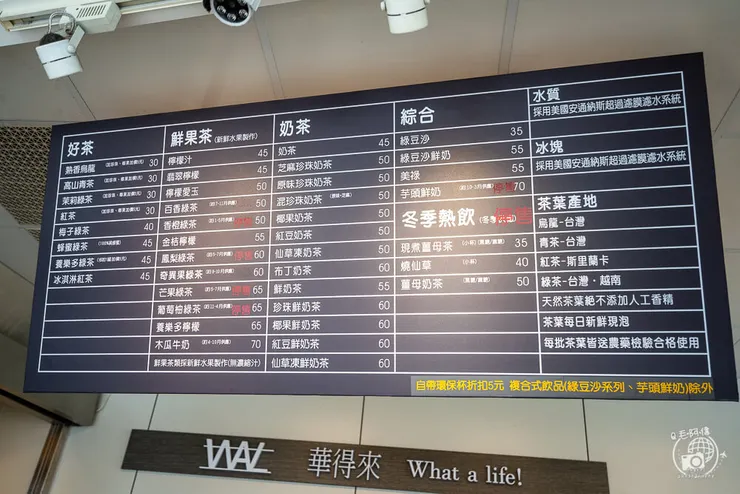 好茶
熟香烏龍 30
高山青茶 30
茉莉綠茶 30
紅茶 30
梅子綠茶 40
蜂蜜綠茶 45
養樂多綠茶 45
冰淇淋紅茶 45
鮮果茶(新鮮水果製作)
檸檬汁 45
翡翠檸檬 45
檸檬愛玉 50
百香綠茶 50
香橙綠茶 50
金桔檸檬 55
鳳梨綠茶 60
奇異果綠茶 60
芒果綠茶 65
葡萄柚綠茶 65
養樂多檸檬 65
木瓜牛奶 70
鮮果茶類採新鮮水果製作(無濃縮汁)
奶茶
奶茶 45
芝麻珍珠奶茶 50
原味珍珠奶茶 50
混珍珠奶茶 50
椰果奶茶 50
紅豆奶茶 50
仙草凍奶茶 50
布丁奶茶 60
鮮奶茶 55
珍珠鮮奶茶 60
椰果鮮奶茶 60
紅豆鮮奶茶 60
仙草凍鮮奶茶 60
綜合
綠豆沙 35
綠豆沙鮮奶 55
美祿 55
芋頭鮮奶 70
冬季熱飲
現煮薑母茶 35
燒仙草 40
薑母奶茶 50
水質
採用美國安通納斯超過濾膜濾水系統
冰塊
採用美國安通納斯超過濾膜濾水系統
茶葉產地
烏龍-台灣
青茶-台灣
紅茶-斯里蘭卡
綠茶-台灣、越南
天然茶葉絕不添加人工香精
茶葉每日新鮮現泡
每批茶葉皆送農藥檢驗合格使用
自帶環保杯折扣5元 複合式飲品(綠豆沙系列、芋頭鮮奶)除外
WAL 華得來 What a life!